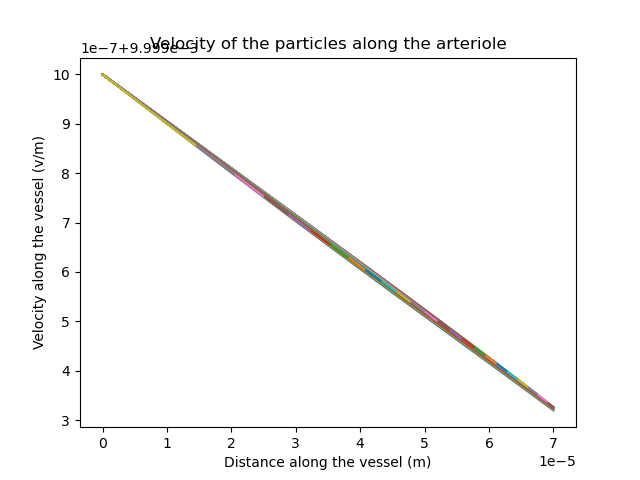 Velocity of the particles along the arteriole
1e−7+9.999e−3
10
9
8
7
6
5
4
3
Velocity along the vessel (v/m)
0 1 2 3 4 5 6 7
1e−5
Distance along the vessel (m)